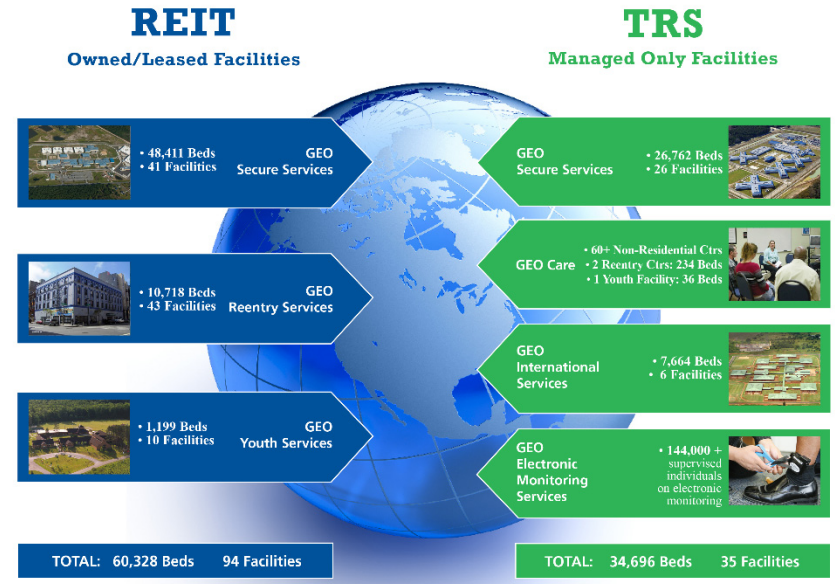 REIT
Owned/Leased Facilities
• 48,411 Beds
• 41 Facilities
GEO
Secure Services
• 10,718 Beds
• 43 Facilities
GEO
Reentry Services
• 1,199 Beds
• 10 Facilities
GEO
Youth Services
TOTAL: 60,328 Beds 94 Facilities
TRS
Managed Only Facilities
GEO
Secure Services
• 26,762 Beds
• 26 Facilities
GEO Care
• 60+ Non-Residential Ctrs
• 2 Reentry Ctrs: 234 Beds
• 1 Youth Facility: 36 Beds
GEO
International
Services
• 7,664 Beds
• 6 Facilities
GEO
Electronic
Monitoring
Services
• 144,000 +
supervised
individuals
on electronic
monitoring
TOTAL: 34,696 Beds 35 Facilities